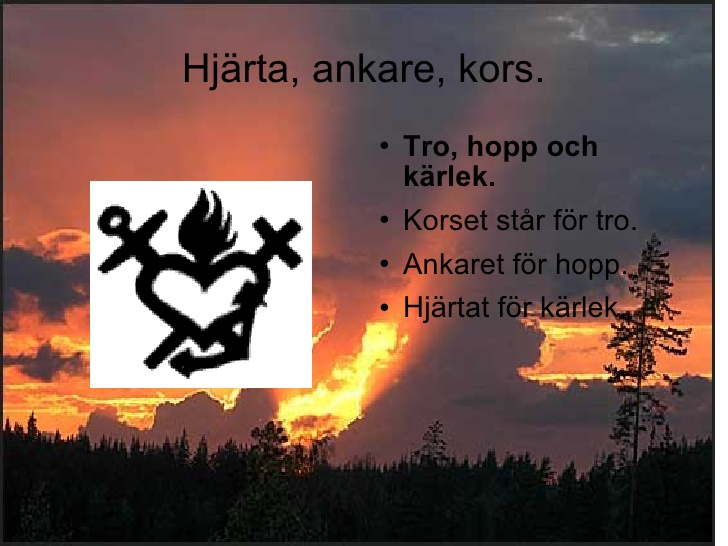 Hjärta, ankare, kors.
• Tro, hopp och
kärlek.
• Korset står för tro.
• Ankaret för hopp.
• Hjärtat för kärlek.